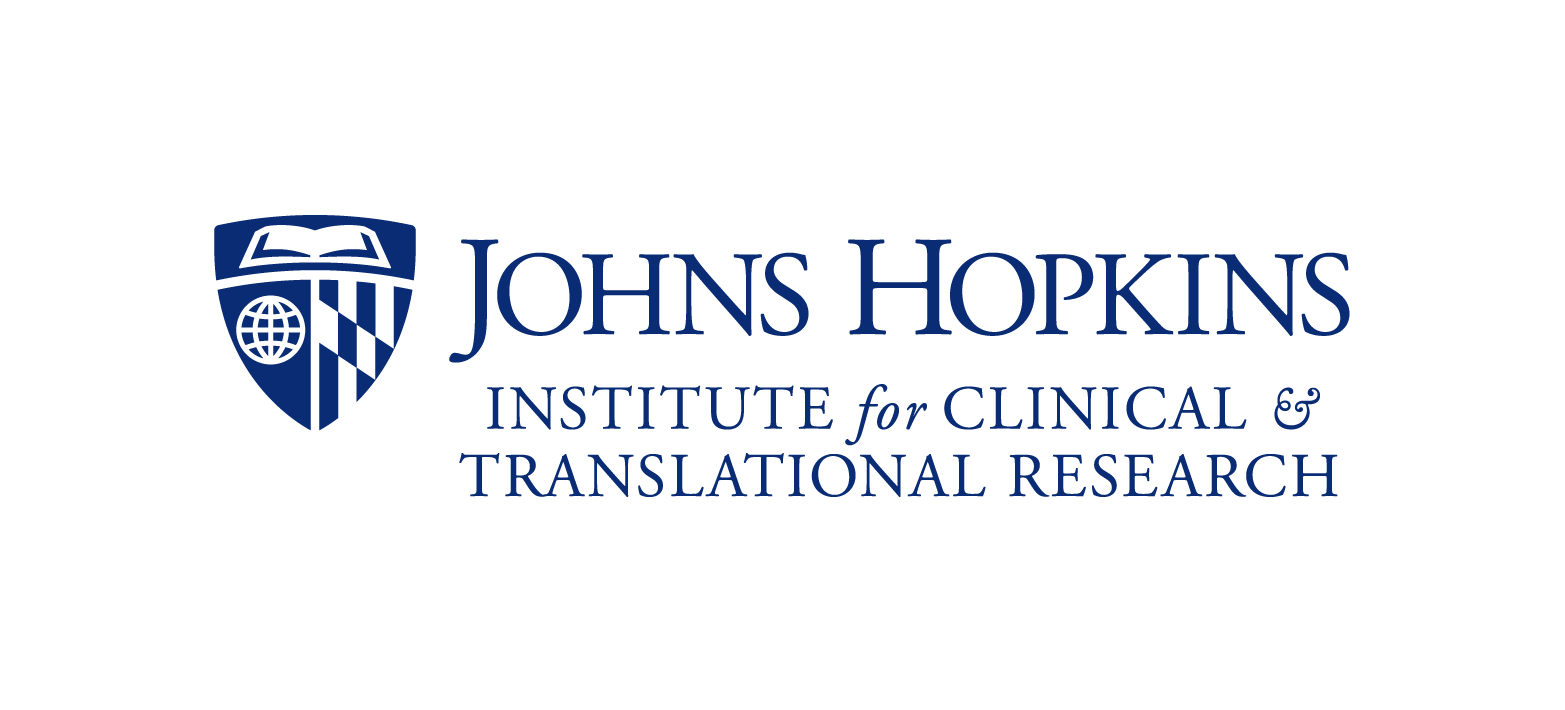 JOHNS HOPKINS
INSTITUTE for CLINICAL &
TRANSLATIONAL RESEARCH